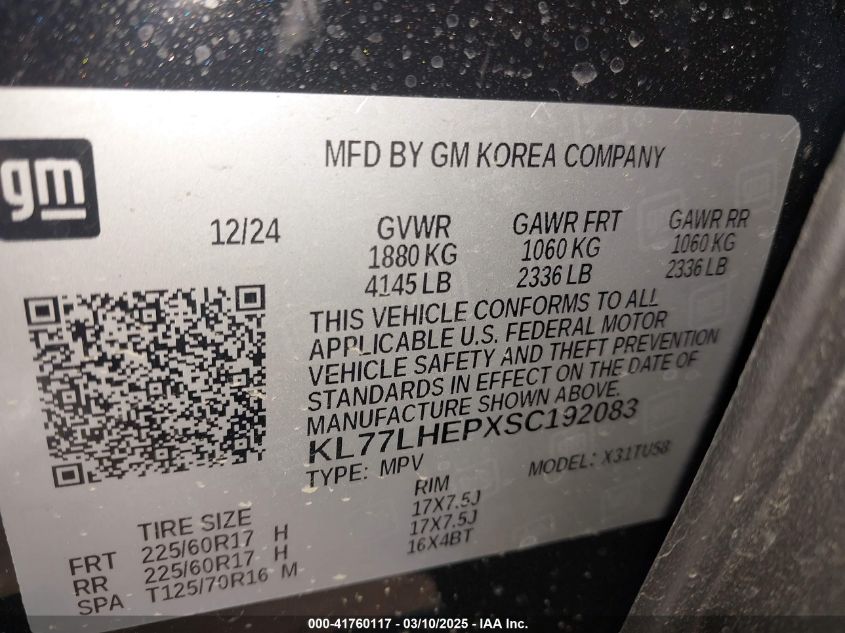 gm
MFD BY GM KOREA COMPANY
12/24 GVWR GAWR FRT GAWR RR
1880 KG 1060 KG 1060 KG
4145 LB 2336 LB 2336 LB
THIS VEHICLE CONFORMS TO ALL
APPLICABLE U.S. FEDERAL MOTOR
VEHICLE SAFETY AND THEFT PREVENTION
STANDARDS IN EFFECT ON THE DATE OF
MANUFACTURE SHOWN ABOVE.
KL77LHEPXSC192083
TYPE: MPV MODEL: X31TU58
TIRE SIZE RIM
FRT 225/60R17 H 17X7.5J
RR 225/60R17 H 17X7.5J
SPA T125/70R16 M 16X4BT
000-41760117 — 03/10/2025 — IAA Inc.